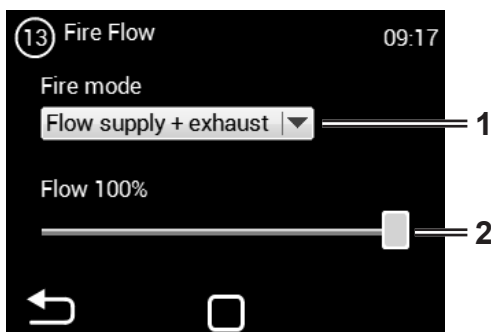 13 Fire Flow 09:17
Fire mode
Flow supply + exhaust 1
Flow 100%
2